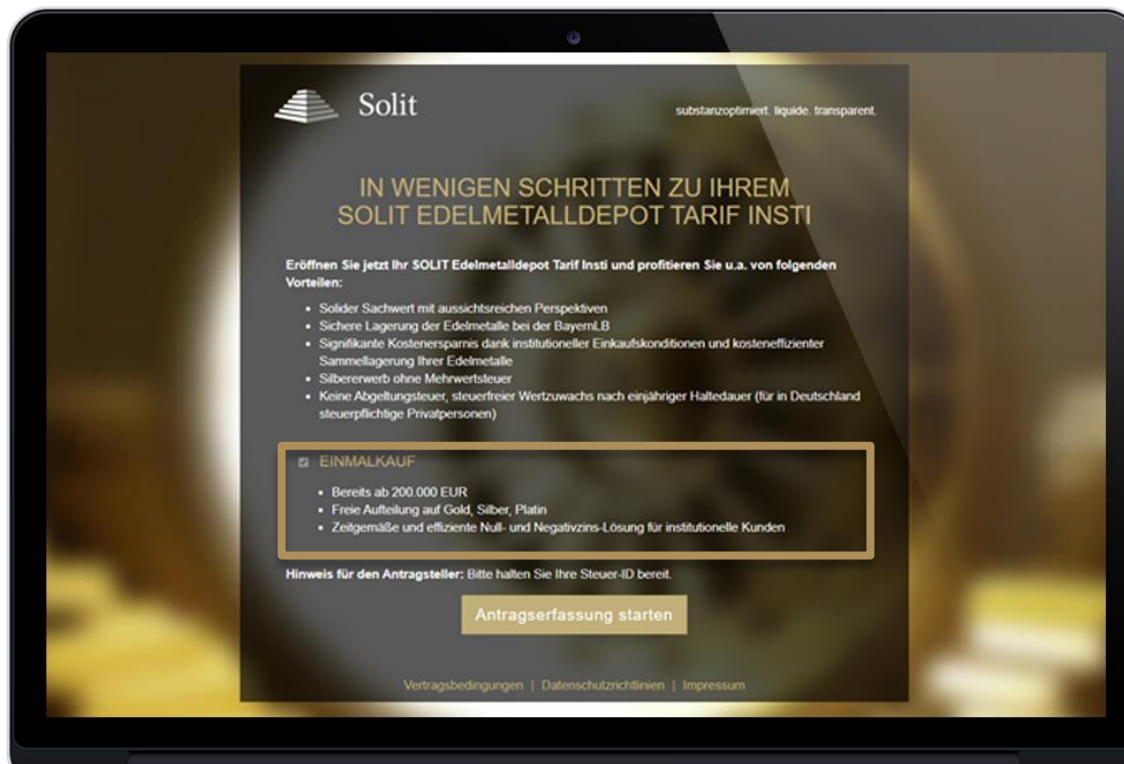 Solit
substanzoptimiert. liquide. transparent.
IN WENIGEN SCHRITTEN ZU IHREM
SOLIT EDELMETALLDEPOT TARIF INSTI
Eröffnen Sie jetzt Ihr SOLIT Edelmetalldepot Tarif Insti und profitieren Sie u.a. von folgenden
Vorteilen:
• Solider Sachwert mit aussichtsreichen Perspektiven
• Sichere Lagerung der Edelmetalle bei der BayernLB
• Signifikante Kostenersparnis dank institutioneller Einkaufskonditionen und kosteneffizienter
Sammellagerung Ihrer Edelmetalle
• Silbererwerb ohne Mehrwertsteuer
• Keine Abgeltungsteuer, steuerfreier Wertzuwachs nach einjähriger Haltedauer (für in Deutschland
steuerpflichtige Privatpersonen)
EINMALKAUF
• Bereits ab 200.000 EUR
• Freie Aufteilung auf Gold, Silber, Platin
• Zeitgemäße und effiziente Null- und Negativzins-Lösung für institutionelle Kunden
Hinweis für den Antragsteller: Bitte halten Sie Ihre Steuer-ID bereit.
Antragserfassung starten
Vertragsbedingungen | Datenschutzrichtlinien | Impressum